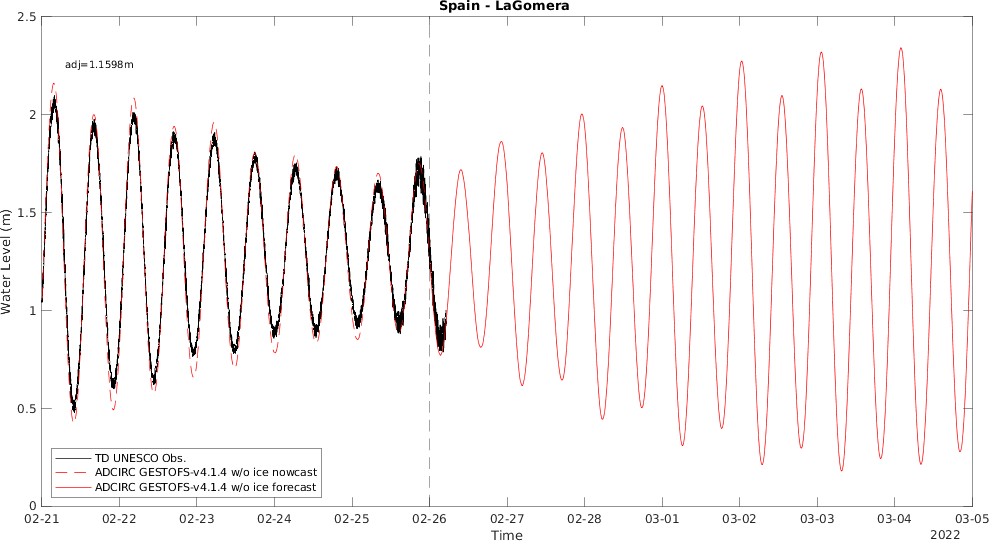 Spain - LaGomera
adj=1.1598m
2.5
2
1.5
1
0.5
0
Water Level (m)
TD UNESCO Obs.
ADCIRC GESTOFS-v4.1.4 w/o ice nowcast
ADCIRC GESTOFS-v4.1.4 w/o ice forecast
02-21 02-22 02-23 02-24 02-25 02-26 02-27 02-28 03-01 03-02 03-03 03-04 03-05
Time
2022